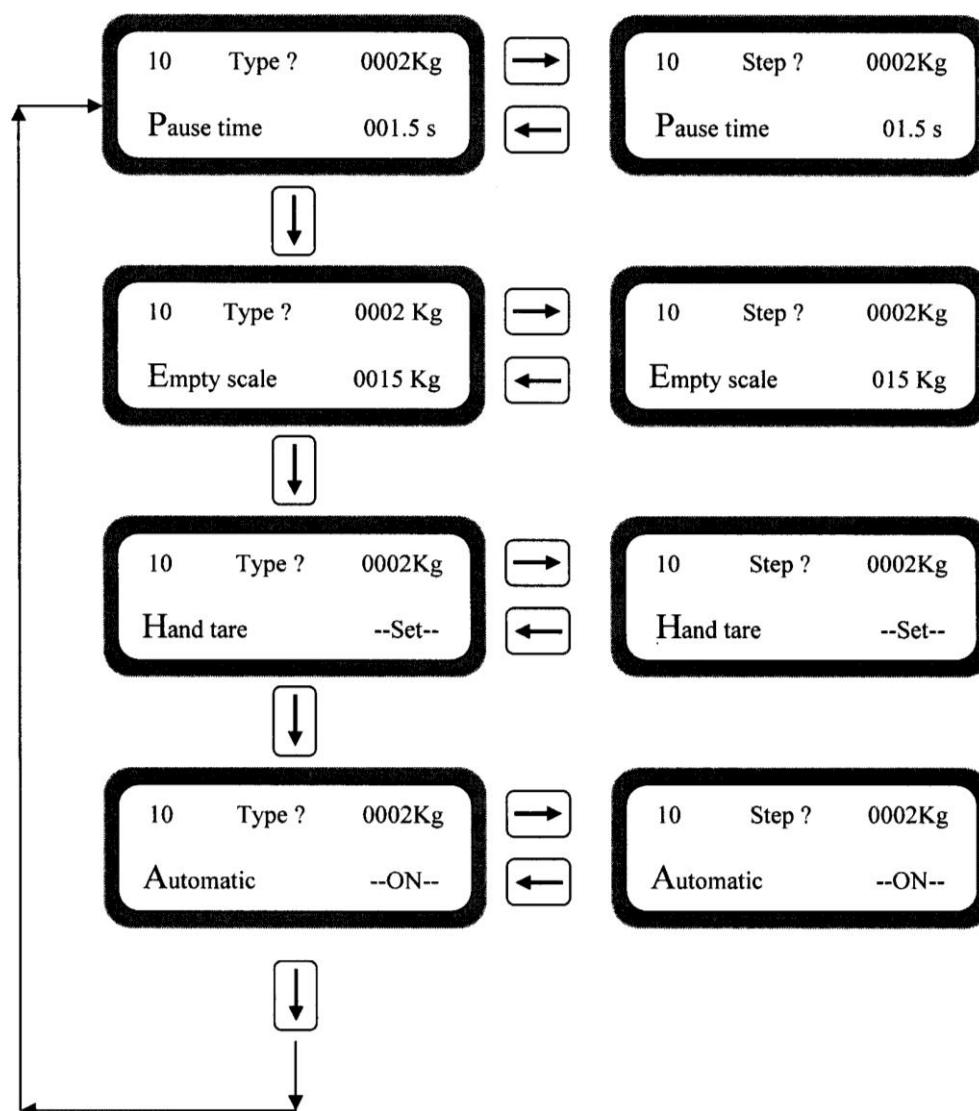 10 Type ? 0002Kg
Pause time 001.5 s
10 Step ? 0002Kg
Pause time 01.5 s
10 Type ? 0002 Kg
Empty scale 0015 Kg
10 Step ? 0002Kg
Empty scale 015 Kg
10 Type ? 0002Kg
Hand tare --Set--
10 Step ? 0002Kg
Hand tare --Set--
10 Type ? 0002Kg
Automatic --ON--
10 Step ? 0002Kg
Automatic --ON--